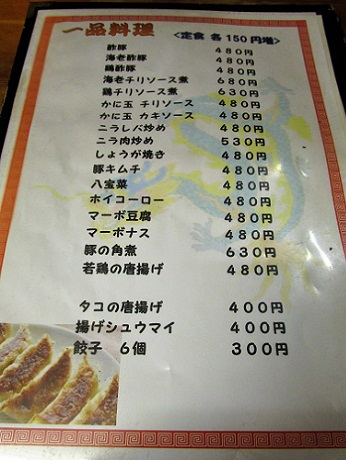 一品料理 <定食 各150円増>
酢豚 480円
海老酢豚 480円
鶏酢豚 480円
海老チリソース煮 680円
鶏チリソース煮 630円
かに玉 チリソース 480円
かに玉 カキソース 480円
ニラレバ炒め 480円
ニラ肉炒め 530円
しょうが焼き 480円
豚キムチ 480円
八宝菜 480円
ホイコーロー 480円
マーボ豆腐 480円
マーボナス 480円
豚の角煮 630円
若鶏の唐揚げ 480円
タコの唐揚げ 400円
揚げシュウマイ 400円
餃子 6個 300円